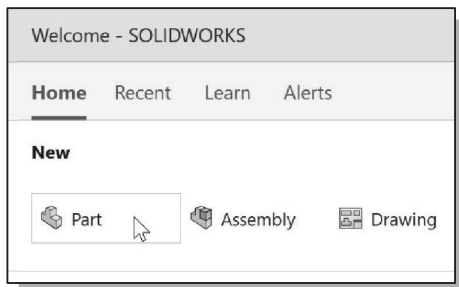 Welcome - SOLIDWORKS
Home Recent Learn Alerts
New
Part Assembly Drawing